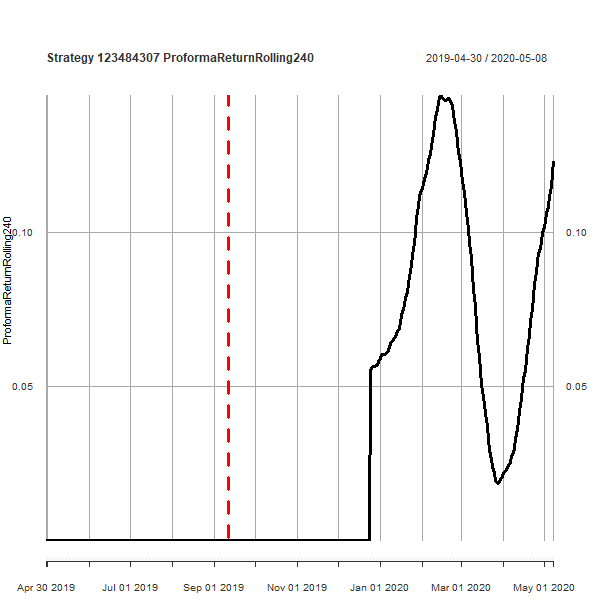 Strategy 123484307 ProformaReturnRolling240
2019-04-30 / 2020-05-08
ProformaReturnRolling240
0.10
0.10
0.05
0.05
Apr 30 2019
Jul 01 2019
Sep 01 2019
Nov 01 2019
Jan 01 2020
Mar 01 2020
May 01 2020